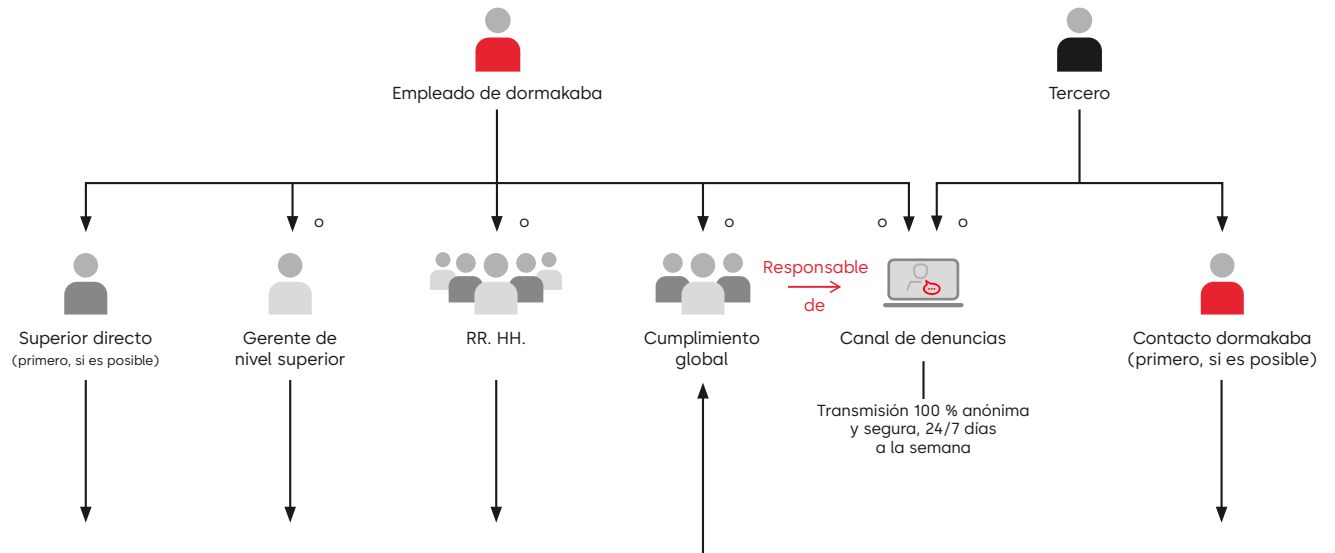 Empleado de dormakaba
Tercero
o
o
o
o
o
Responsable
de
Superior directo
(primero, si es posible)
Gerente de
nivel superior
RR. HH.
Cumplimiento
global
Canal de denuncias
Contacto dormakaba
(primero, si es posible)
Transmisión 100 % anónima
y segura, 24/7 días
a la semana